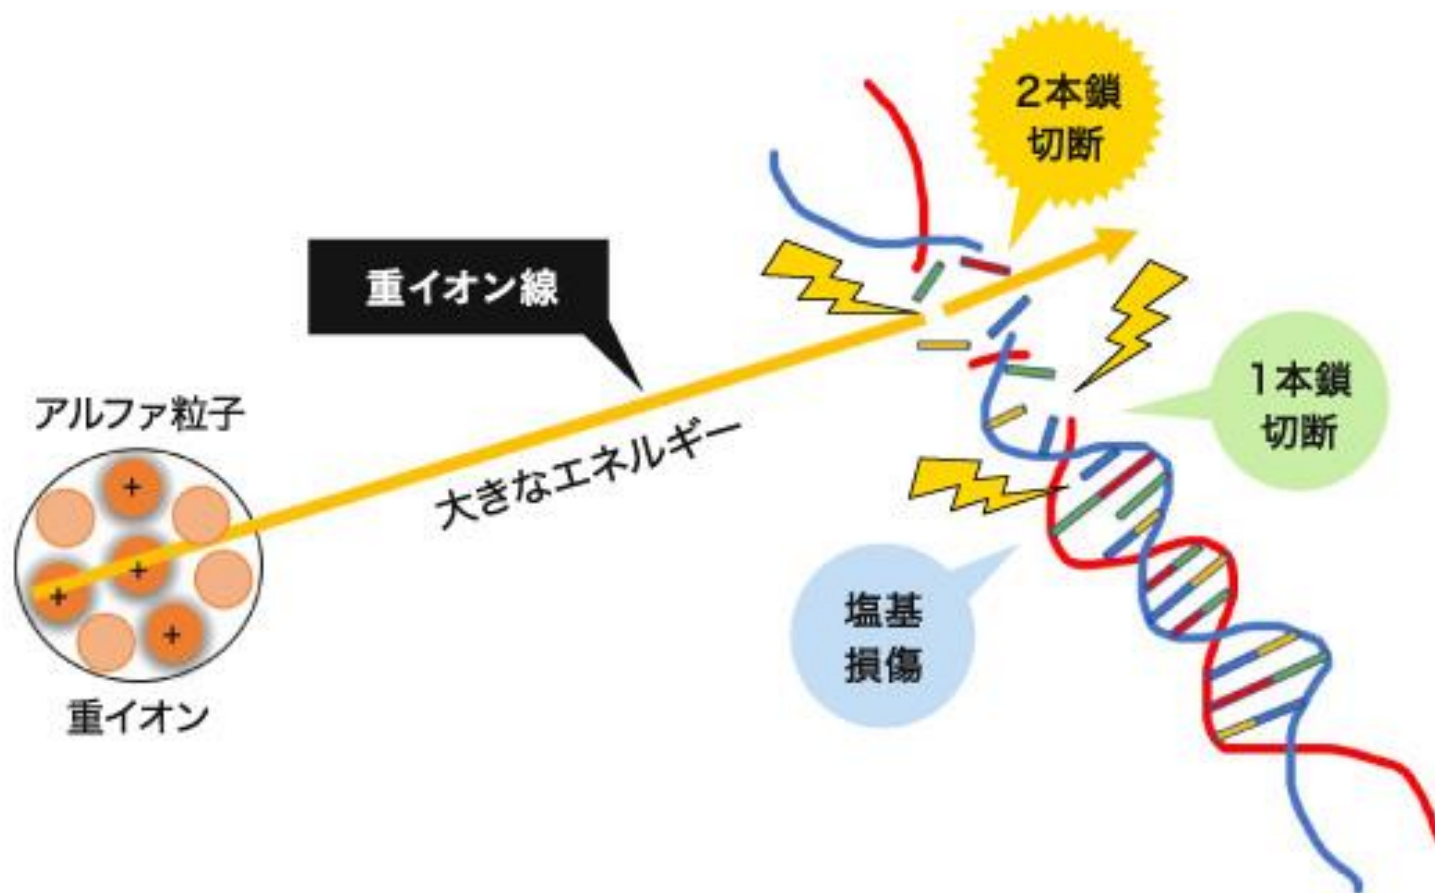 2本鎖
切断
重イオン線
1本鎖
切断
アルファ粒子
大きなエネルギー
+
+
+
+
塩基
損傷
重イオン